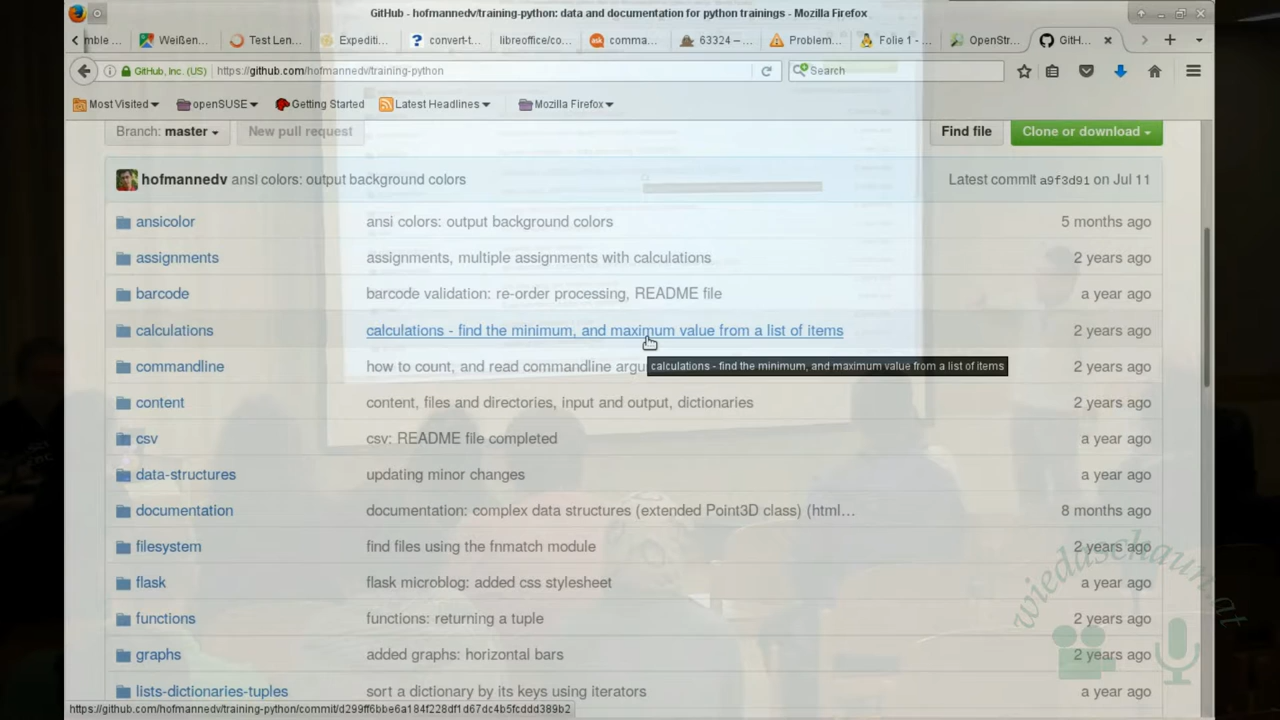 GitHub - hofmannedv/training-python: data and documentation for python trainings - Mozilla Firefox
mble ... Weißen... Test Len... Expediti... convert-t... libreoffice/co... comma... 63324 –... Problem... Folie 1 -... OpenStr... GitH...
GitHub, Inc. (US) https://github.com/hofmannedv/training-python Search
Most Visited openSUSE Getting Started Latest Headlines Mozilla Firefox
Branch: master New pull request Find file Clone or download
hofmannedv ansi colors: output background colors Latest commit a9f3d91 on Jul 11
ansicolor ansi colors: output background colors 5 months ago
assignments assignments, multiple assignments with calculations 2 years ago
barcode barcode validation: re-order processing, README file a year ago
calculations calculations - find the minimum, and maximum value from a list of items 2 years ago
commandline how to count, and read commandline argu 2 years ago
calculations - find the minimum, and maximum value from a list of items
content content, files and directories, input and output, dictionaries 2 years ago
csv csv: README file completed a year ago
data-structures updating minor changes a year ago
documentation documentation: complex data structures (extended Point3D class) (html... 8 months ago
filesystem find files using the fnmatch module 2 years ago
flask flask microblog: added css stylesheet a year ago
functions functions: returning a tuple 2 years ago
graphs added graphs: horizontal bars 2 years ago
lists-dictionaries-tuples sort a dictionary by its keys using iterators a year ago
https://github.com/hofmannedv/training-python/commit/d299ff6bbe6a184f228df1d67dc4b5fcddd389b2
wieduschaun.at